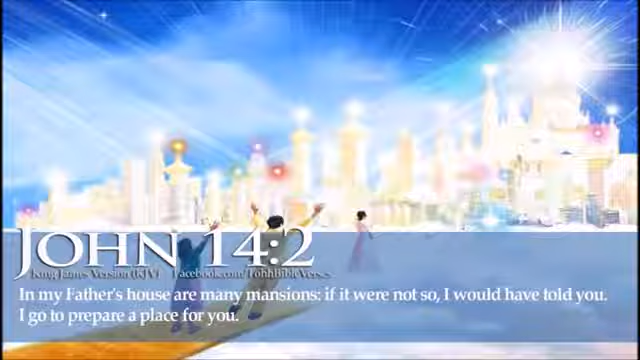 JOHN 14:2
King James Version (KJV) Facebook.com/TophBibleVerses
In my Father's house are many mansions: if it were not so, I would have told you.
I go to prepare a place for you.